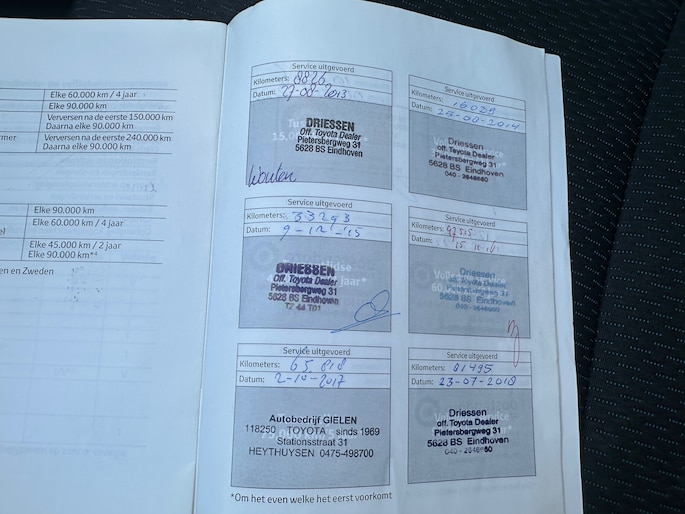 Elke 60.000 km / 4 jaar
Elke 90.000 km
Verversen na de eerste 150.000 km
Daarna elke 90.000 km
rmer
Verversen na de eerste 240.000 km
Daarna elke 90.000 km
Elke 90.000 km
Elke 60.000 km / 4 jaar
el
Elke 45.000 km / 2 jaar
Elke 90.000 km*⁴
en en Zweden
Service uitgevoerd
Kilometers: 8826
Datum: 27-08-2013
DRIESSEN
Off. Toyota Dealer
Pietersbergweg 31
5628 BS Eindhoven
Wouter
Service uitgevoerd
Kilometers: 16029
Datum: 28-08-2014
Driessen
off. Toyota Dealer
Pietersbergweg 31
5628 BS Eindhoven
Service uitgevoerd
Kilometers: 33293
Datum: 9-12-'15
DRIESSEN
Off. Toyota Dealer
Pietersbergweg 31
5628 BS Eindhoven
Service uitgevoerd
Kilometers:
Datum:
Driessen
off. Toyota Dealer
Pietersbergweg 31
5628 BS Eindhoven
Service uitgevoerd
Kilometers: 65 818
Datum: 2-10-2017
Autobedrijf GIELEN
118250 TOYOTA sinds 1969
Stationsstraat 31
HEYTHUYSEN 0475-498700
Service uitgevoerd
Kilometers: 81495
Datum: 23-07-2018
Driessen
off. Toyota Dealer
Pietersbergweg 31
5628 BS Eindhoven
*Om het even welke het eerst voorkomt